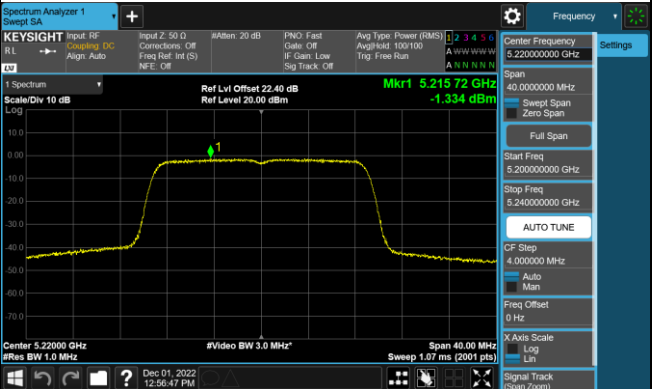 Spectrum Analyzer 1
Swept SA
Frequency
KEYSIGHT
RL
LXI
Input: RF
Coupling: DC
Align: Auto
Input Z: 50 Ω
Corrections: Off
Freq Ref: Int (S)
NFE: Off
#Atten: 20 dB
PNO: Fast
Gate: Off
IF Gain: Low
Sig Track: Off
Avg Type: Power (RMS)
Avg|Hold: 100/100
Trig: Free Run
1 2 3 4 5 6
A W W W W W
A N N N N N
Center Frequency
5.220000000 GHz
Settings
Span
40.0000000 MHz
Swept Span
Zero Span
Full Span
Start Freq
5.200000000 GHz
Stop Freq
5.240000000 GHz
AUTO TUNE
CF Step
4.000000 MHz
Auto
Man
Freq Offset
0 Hz
X Axis Scale
Log
Lin
Signal Track
(Span Zoom)
1 Spectrum
Scale/Div 10 dB
Log
Ref Lvl Offset 22.40 dB
Ref Level 20.00 dBm
Mkr1 5.215 72 GHz
-1.334 dBm
10.0
0.00
1
-10.0
-20.0
-30.0
-40.0
-50.0
-60.0
-70.0
Center 5.22000 GHz
#Res BW 1.0 MHz
#Video BW 3.0 MHz*
Span 40.00 MHz
Sweep 1.07 ms (2001 pts)
Dec 01, 2022
12:56:47 PM